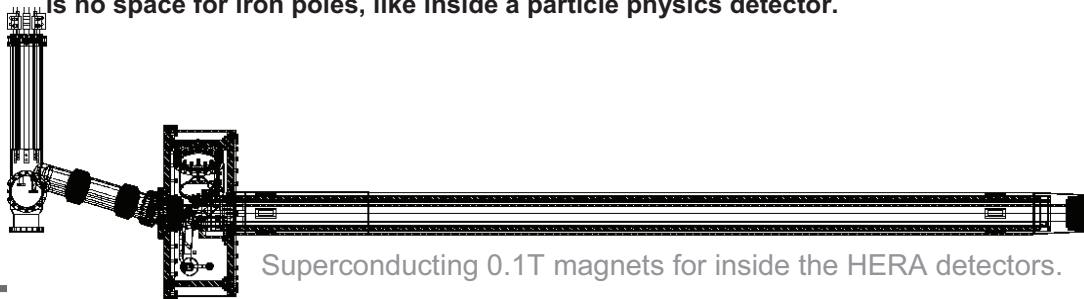 is no space for iron poles, like inside a particle physics detector.
Superconducting 0.1T magnets for inside the HERA detectors.